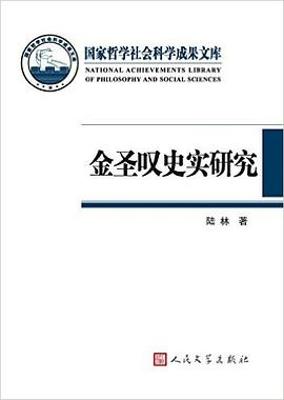 国家哲学社会科学成果文库
NATIONAL ACHIEVEMENTS LIBRARY
OF PHILOSOPHY AND SOCIAL SCIENCES
金圣叹史实研究
陆林 著
人民文学出版社